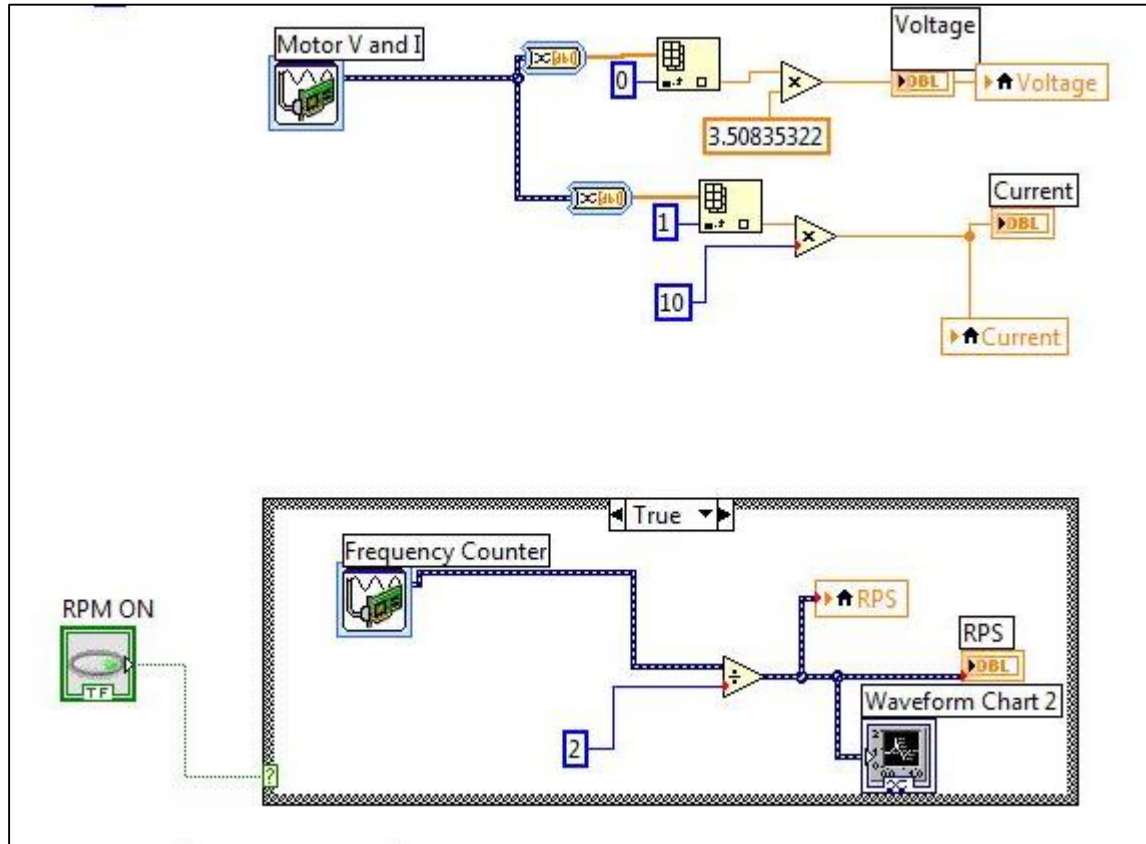 Motor V and I
0
3.50835322
Voltage
DBL
Voltage
1
10
Current
DBL
Current
True
Frequency Counter
RPM ON
TF
?
2
RPS
RPS
DBL
Waveform Chart 2